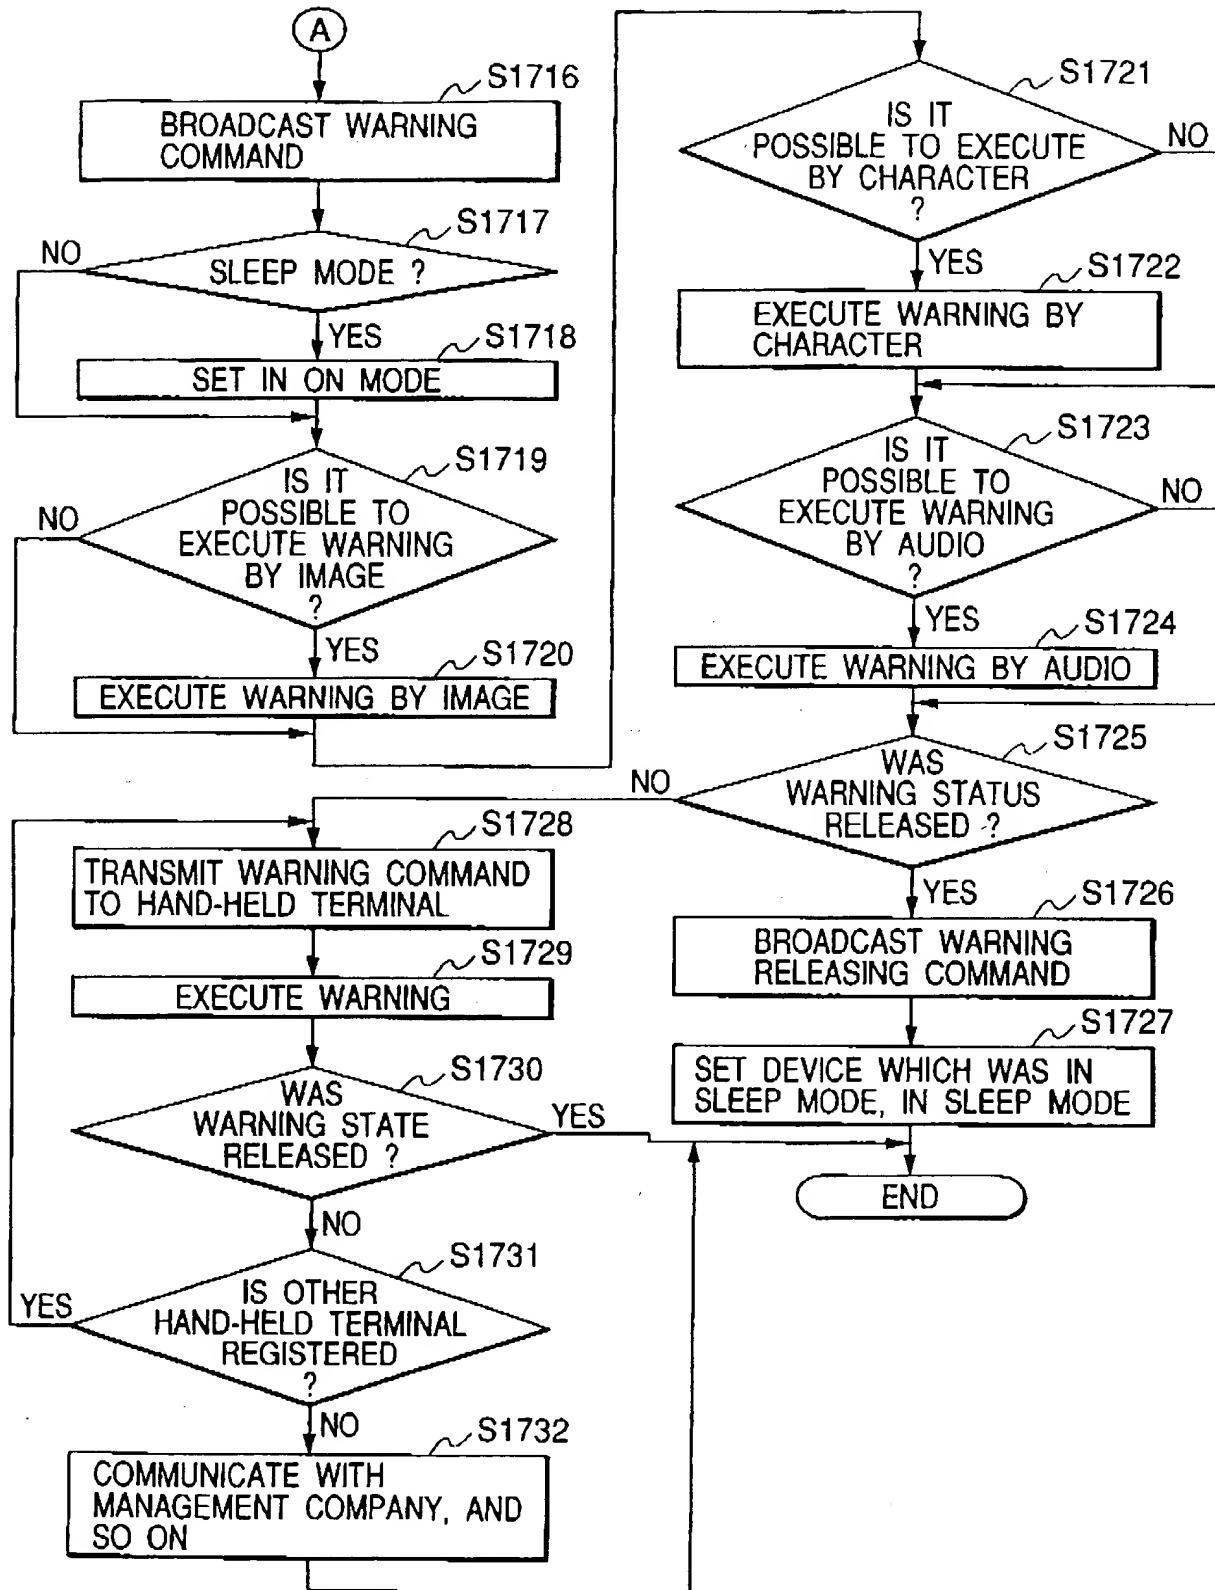 A
S1716
BROADCAST WARNING
COMMAND
S1717
NO
SLEEP MODE ?
YES
S1718
SET IN ON MODE
S1719
NO
IS IT
POSSIBLE TO
EXECUTE WARNING
BY IMAGE
?
YES
S1720
EXECUTE WARNING BY IMAGE
S1721
IS IT
POSSIBLE TO EXECUTE
BY CHARACTER
?
NO
YES
S1722
EXECUTE WARNING BY
CHARACTER
S1723
IS IT
POSSIBLE TO
EXECUTE WARNING
BY AUDIO
?
NO
YES
S1724
EXECUTE WARNING BY AUDIO
S1725
NO
WAS
WARNING STATUS
RELEASED ?
YES
S1726
BROADCAST WARNING
RELEASING COMMAND
S1727
SET DEVICE WHICH WAS IN
SLEEP MODE, IN SLEEP MODE
END
S1728
TRANSMIT WARNING COMMAND
TO HAND-HELD TERMINAL
S1729
EXECUTE WARNING
S1730
WAS
WARNING STATE
RELEASED ?
YES
NO
S1731
YES
IS OTHER
HAND-HELD TERMINAL
REGISTERED
?
NO
S1732
COMMUNICATE WITH
MANAGEMENT COMPANY, AND
SO ON